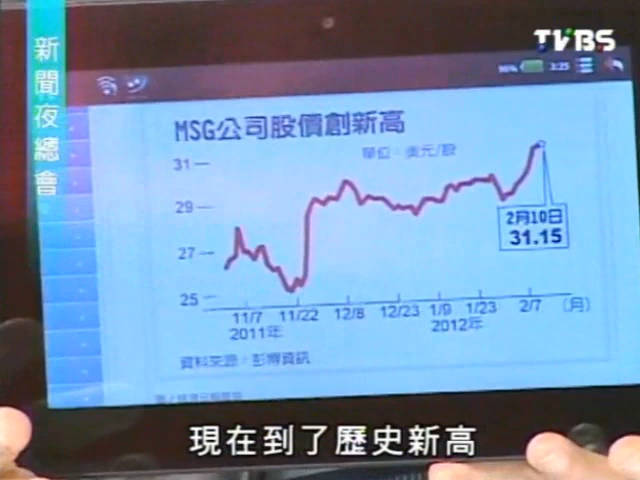 TVBS
新聞夜總會
3:25
MSG公司股價創新高
單位：美元/股
31
29
27
25
2月10日
31.15
11/7 11/22 12/8 12/23 1/9 1/23 2/7 (月)
2011年 2012年
資料來源：彭博資訊
現在到了歷史新高